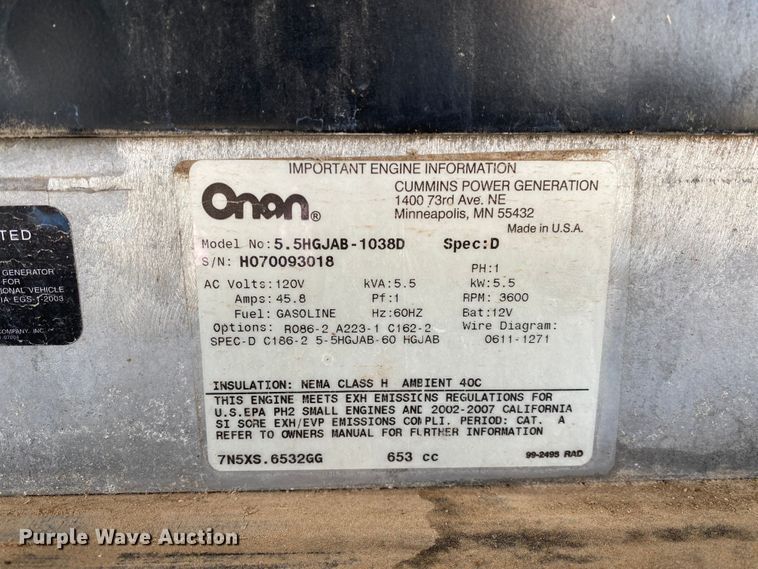 IMPORTANT ENGINE INFORMATION
Onan®
CUMMINS POWER GENERATION
1400 73rd Ave. NE
Minneapolis, MN 55432
Made in U.S.A.
Model No: 5.5HGJAB-1038D Spec: D
S/N: H070093018
PH: 1
AC Volts: 120V kVA: 5.5 kW: 5.5
Amps: 45.8 Pf: 1 RPM: 3600
Fuel: GASOLINE Hz: 60HZ Bat: 12V
Options: R086-2 A223-1 C162-2 Wire Diagram:
SPEC-D C186-2 5-5HGJAB-60 HGJAB 0611-1271
INSULATION: NEMA CLASS H AMBIENT 40C
THIS ENGINE MEETS EXH EMISSIONS REGULATIONS FOR
U.S.EPA PH2 SMALL ENGINES AND 2002-2007 CALIFORNIA
SI SORE EXH/EVP EMISSIONS COMPLI. PERIOD: CAT. A
REFER TO OWNERS MANUAL FOR FURTHER INFORMATION
7N5XS.6532GG 653 cc 99-2495 RAD
TED
GENERATOR
FOR
ONAL VEHICLE
EGS-1-2003
COMPANY, INC.
Purple Wave Auction